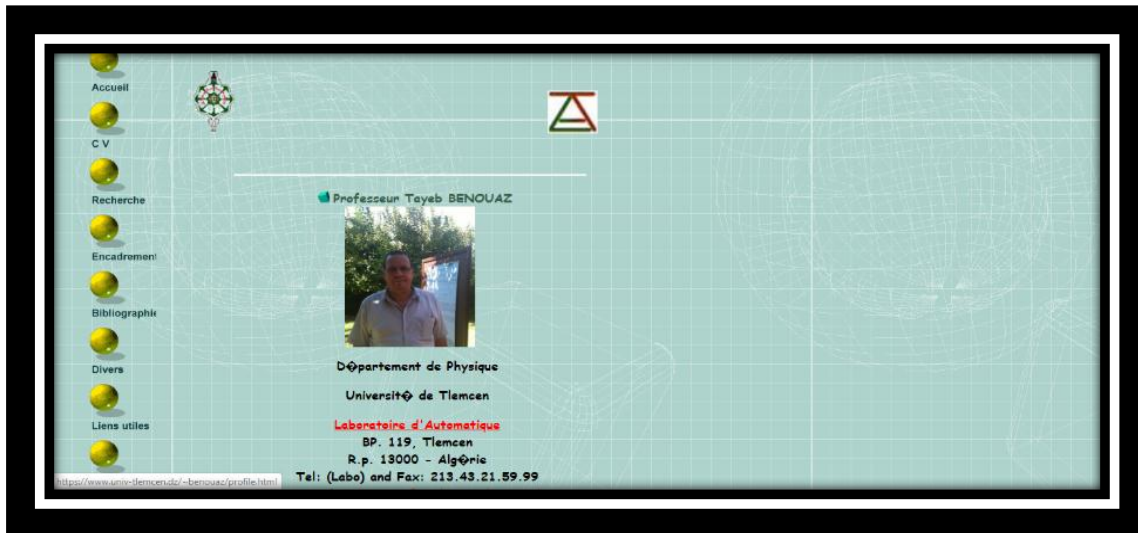 Accueil
C V
Recherche
Encadrement
Bibliographie
Divers
Liens utiles
Professeur Tayeb BENOUAZ
D�partement de Physique
Universit� de Tlemcen
Laboratoire d'Automatique
BP. 119, Tlemcen
R.p. 13000 - Alg�rie
Tel: (Labo) and Fax: 213.43.21.59.99
https://www.univ-tlemcen.dz/~benouaz/profile.html